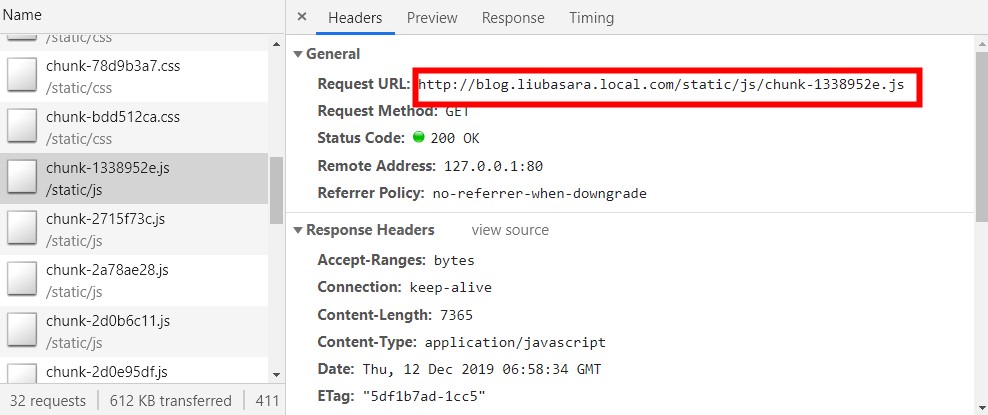 Name
/static/css
chunk-78d9b3a7.css
/static/css
chunk-bdd512ca.css
/static/css
chunk-1338952e.js
/static/js
chunk-2715f73c.js
/static/js
chunk-2a78ae28.js
/static/js
chunk-2d0b6c11.js
/static/js
chunk-2d0e95df.js
32 requests 612 KB transferred 411
× Headers Preview Response Timing
General
Request URL: http://blog.liubasara.local.com/static/js/chunk-1338952e.js
Request Method: GET
Status Code: 200 OK
Remote Address: 127.0.0.1:80
Referrer Policy: no-referrer-when-downgrade
Response Headers view source
Accept-Ranges: bytes
Connection: keep-alive
Content-Length: 7365
Content-Type: application/javascript
Date: Thu, 12 Dec 2019 06:58:34 GMT
ETag: "5df1b7ad-1cc5"